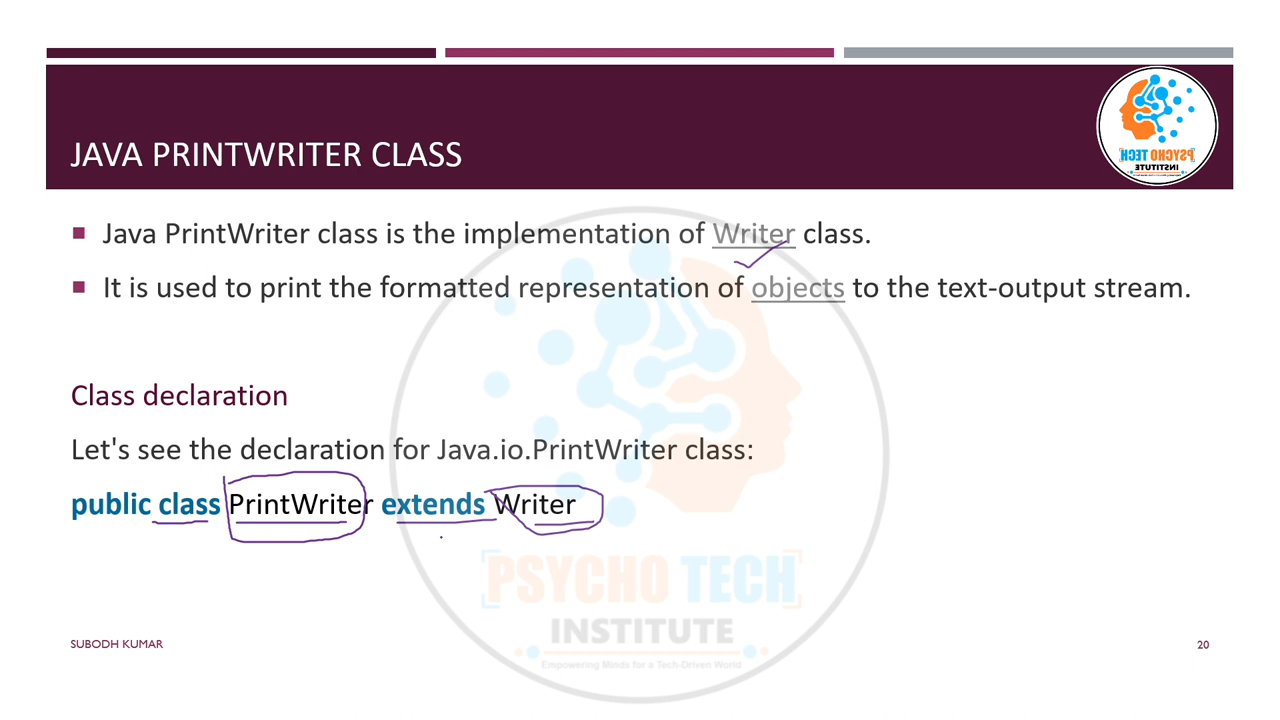 JAVA PRINTWRITER CLASS
PSYCHO TECH
INSTITUTE
Java PrintWriter class is the implementation of Writer class.
It is used to print the formatted representation of objects to the text-output stream.
Class declaration
Let's see the declaration for Java.io.PrintWriter class:
public class PrintWriter extends Writer
PSYCHO TECH
INSTITUTE
Empowering Minds for a Tech-Driven World
SUBODH KUMAR
20